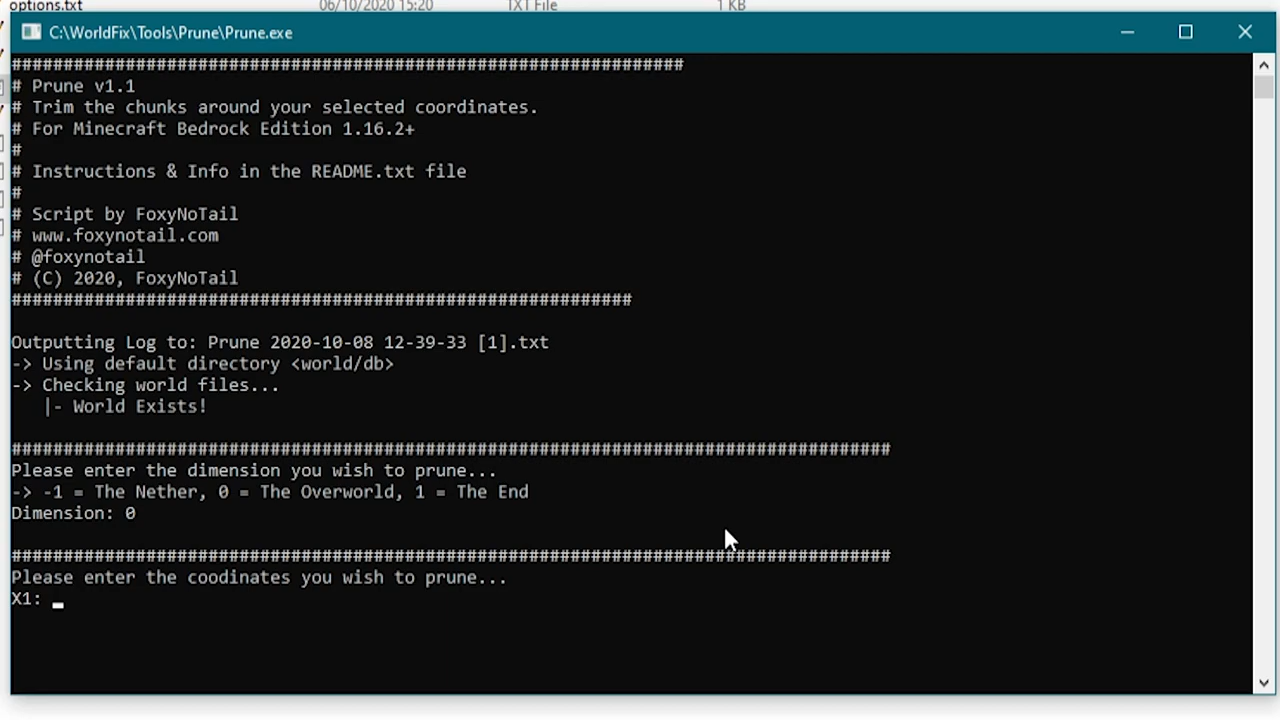 options.txt 06/10/2020 15:20 TXT File 1 KB
C:\WorldFix\Tools\Prune\Prune.exe
#################################################################
# Prune v1.1
# Trim the chunks around your selected coordinates.
# For Minecraft Bedrock Edition 1.16.2+
#
# Instructions & Info in the README.txt file
#
# Script by FoxyNoTail
# www.foxynotail.com
# @foxynotail
# (C) 2020, FoxyNoTail
############################################################
Outputting Log to: Prune 2020-10-08 12-39-33 [1].txt
-> Using default directory <world/db>
-> Checking world files...
|- World Exists!
#####################################################################################
Please enter the dimension you wish to prune...
-> -1 = The Nether, 0 = The Overworld, 1 = The End
Dimension: 0
#####################################################################################
Please enter the coodinates you wish to prune...
X1: _